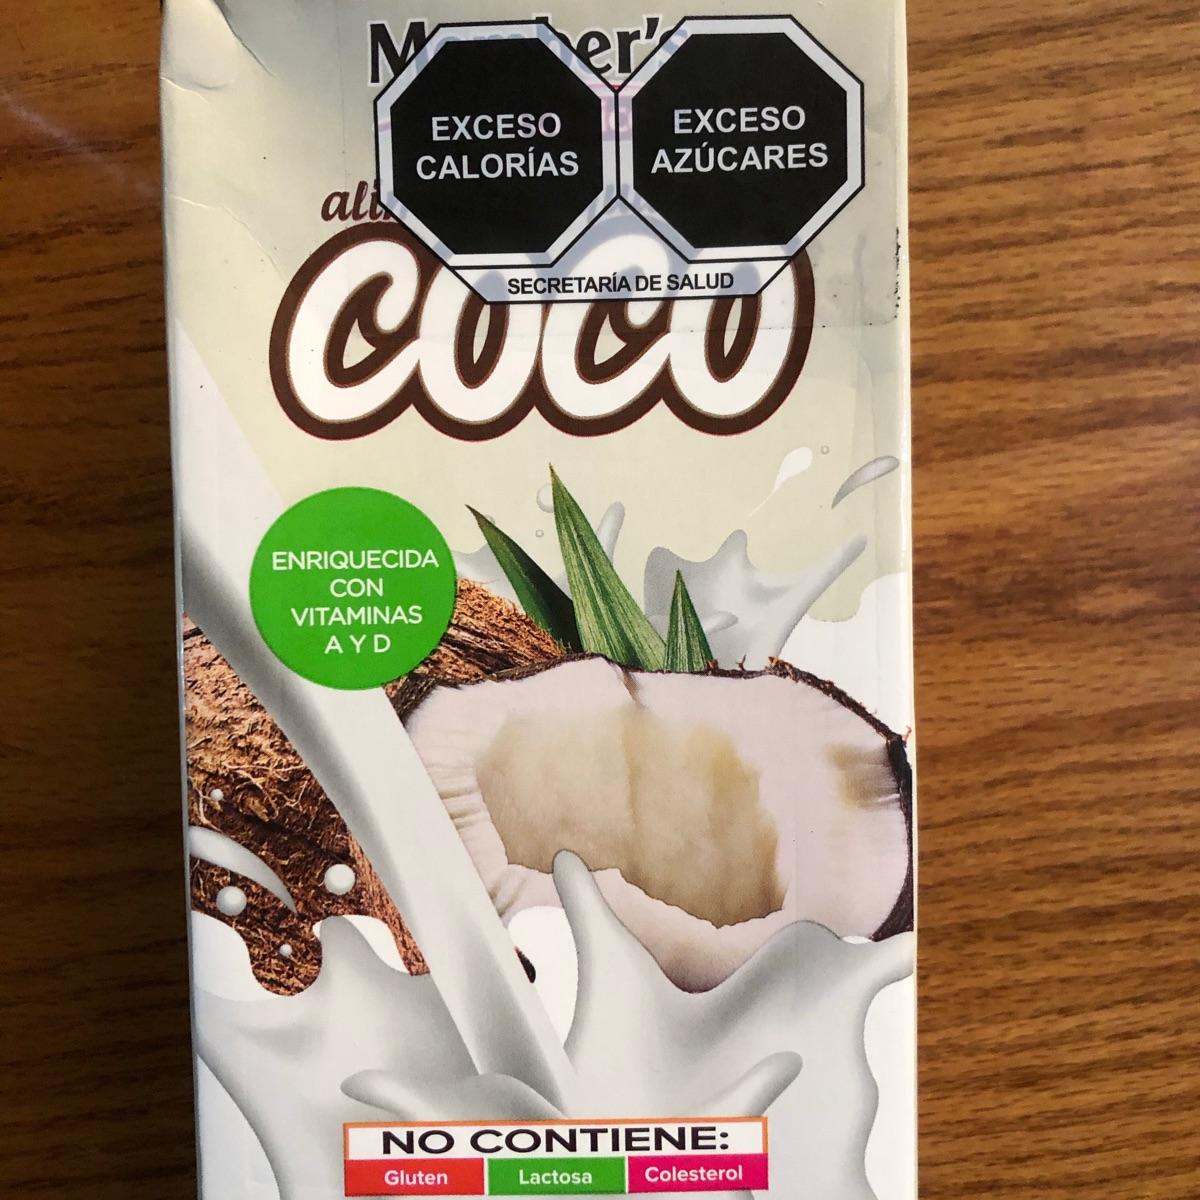 EXCESO
CALORÍAS
EXCESO
AZÚCARES
SECRETARÍA DE SALUD
COCO
ENRIQUECIDA
CON
VITAMINAS
A Y D
NO CONTIENE:
Gluten Lactosa Colesterol